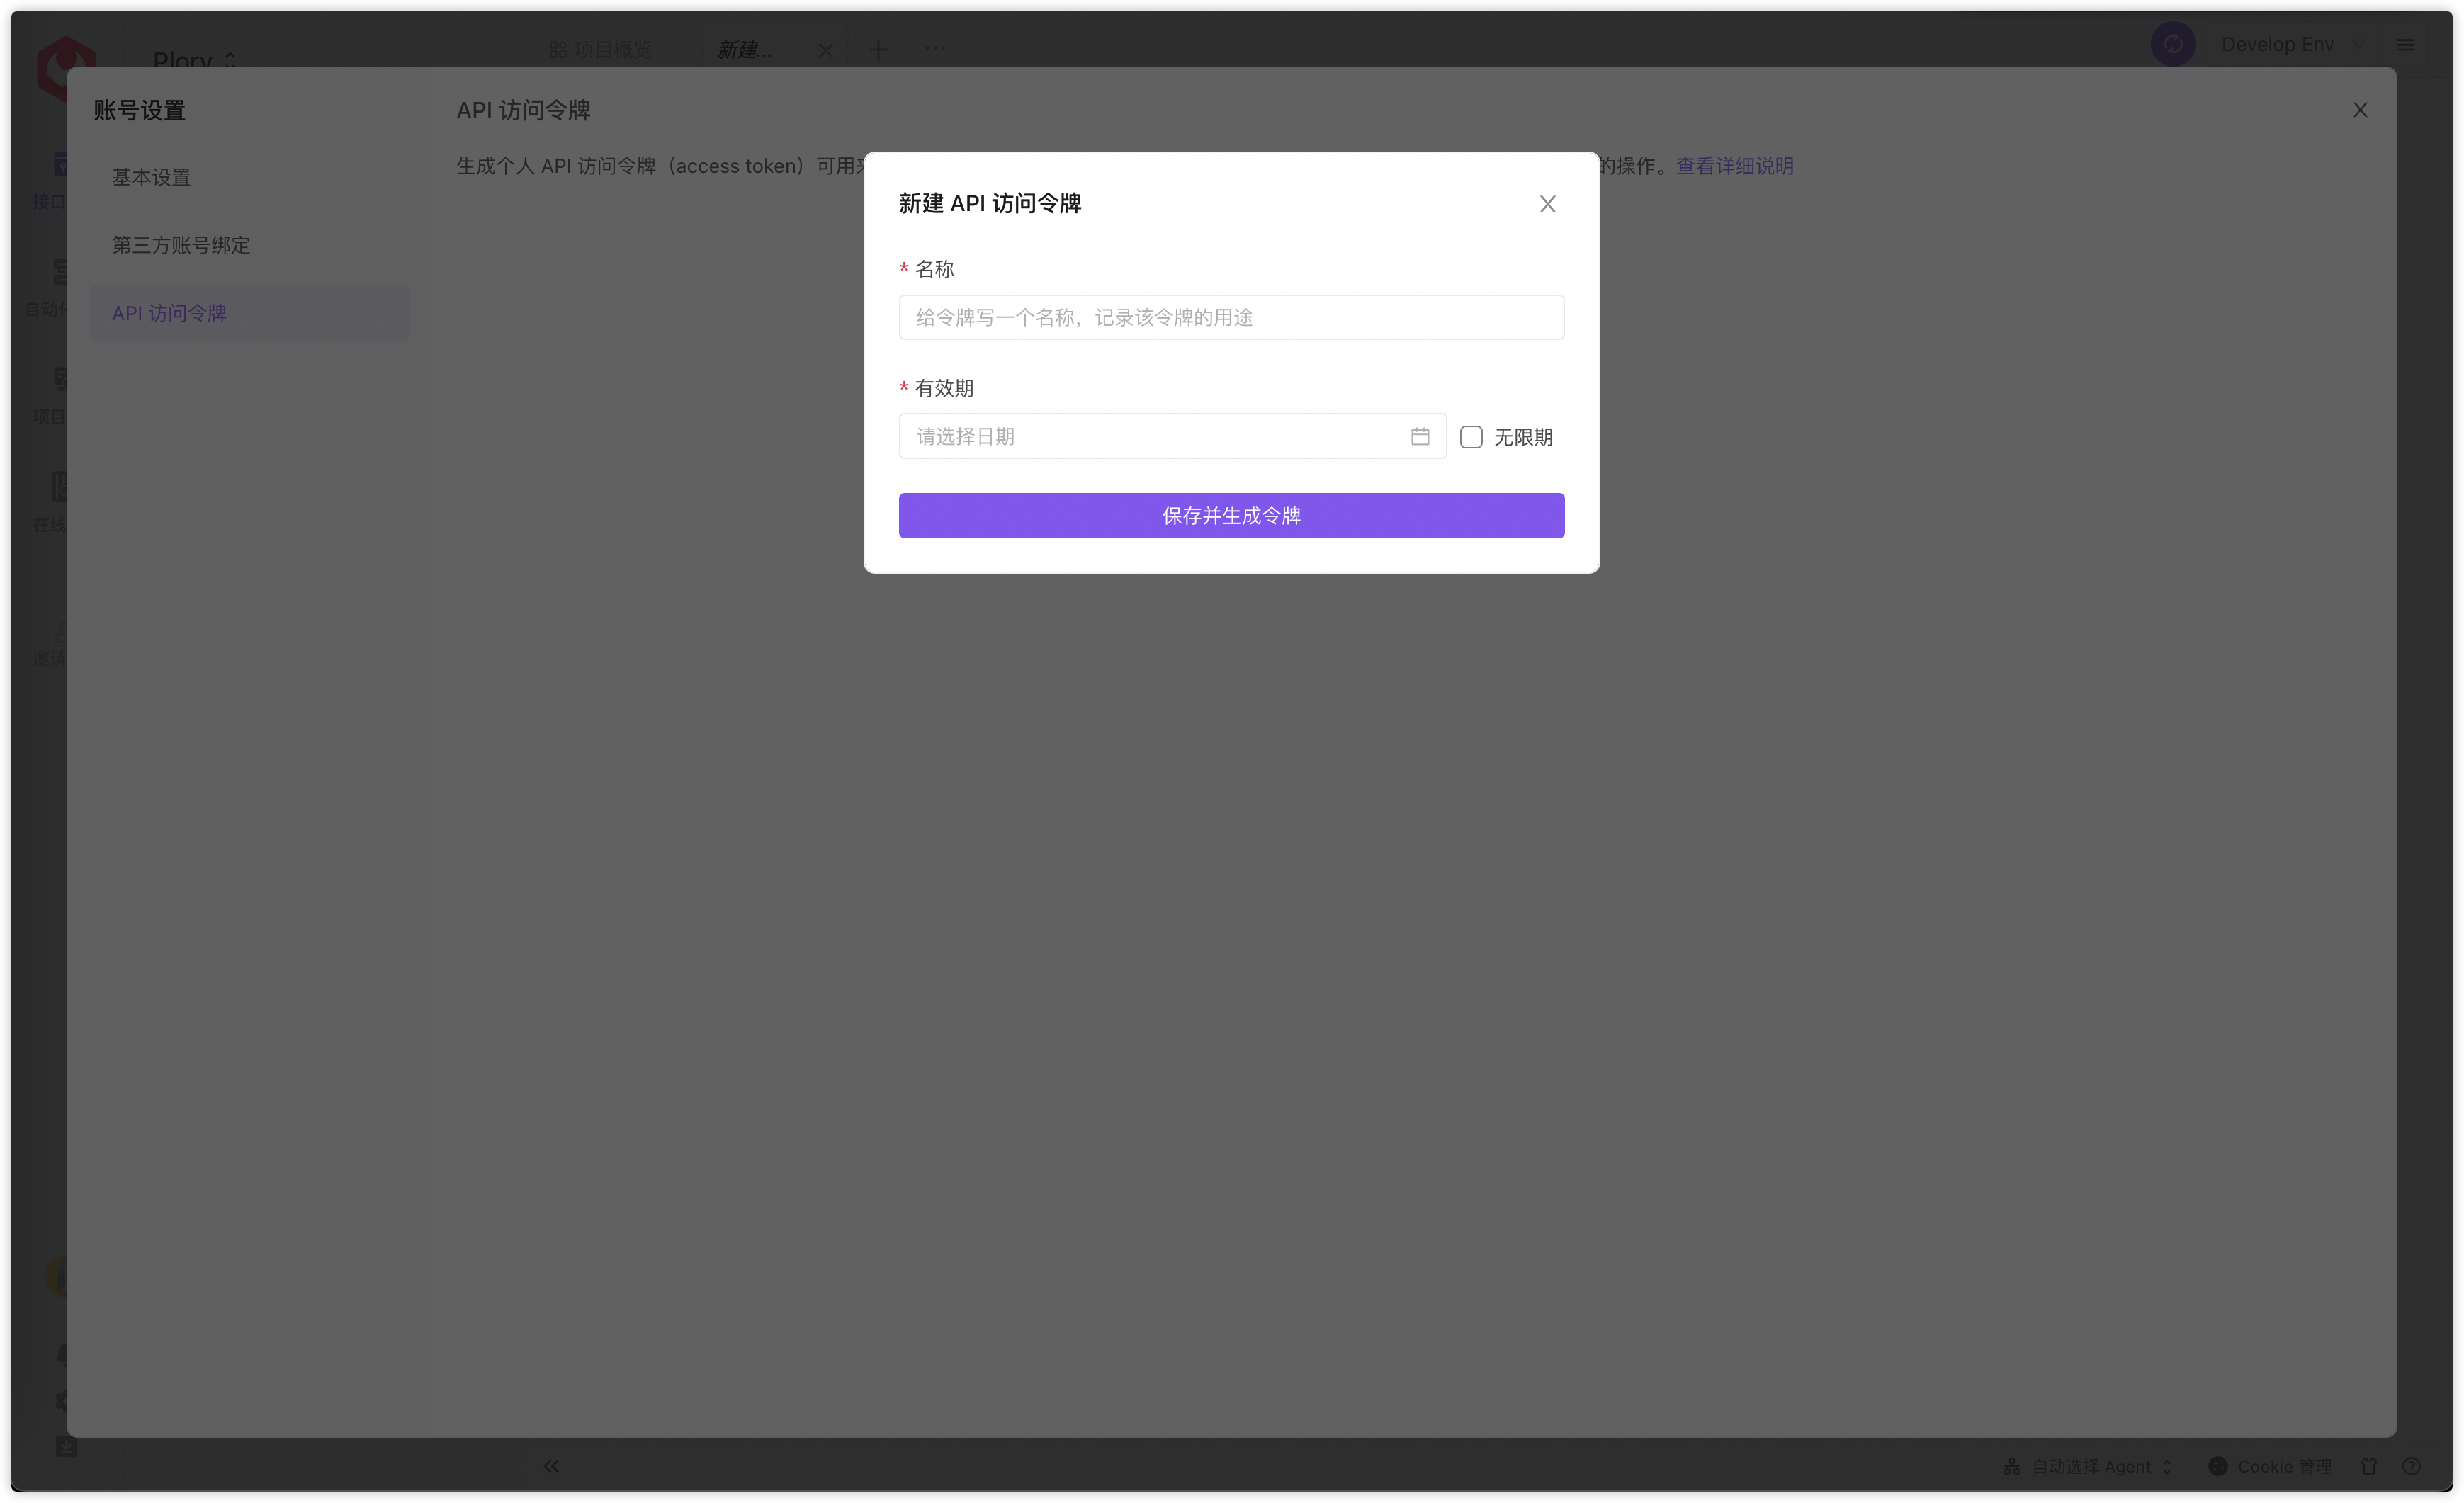 Plory
项目概览
新建...
Develop Env
账号设置
基本设置
第三方账号绑定
API 访问令牌
接口
自动化
项目
在线
邀请
API 访问令牌
生成个人 API 访问令牌（access token）可用
的操作。查看详细说明
新建 API 访问令牌
* 名称
给令牌写一个名称，记录该令牌的用途
* 有效期
请选择日期
无限期
保存并生成令牌
自动选择 Agent
Cookie 管理